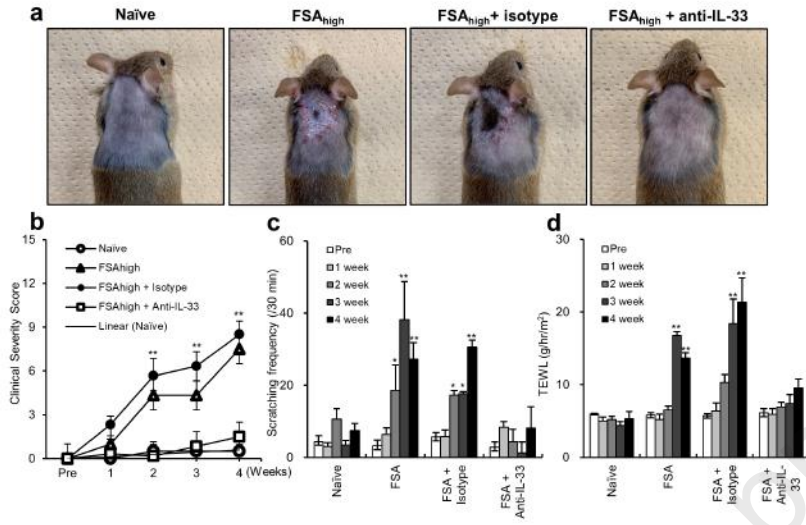 a
Naïve
FSAhigh
FSAhigh + isotype
FSAhigh + anti-IL-33
b
15
12
9
6
3
0
Clinical Severity Score
Naïve
FSAhigh
FSAhigh + Isotype
FSAhigh + Anti-IL-33
Linear (Naïve)
**
**
**
Pre
1
2
3
4 (Weeks)
c
60
40
20
0
Scratching frequency (/30 min)
Pre
1 week
2 week
3 week
4 week
*
**
**
*
*
**
Naïve
FSA
FSA +
Isotype
FSA +
Anti-IL-33
d
30
20
10
0
TEWL (g/hr/m²)
Pre
1 week
2 week
3 week
4 week
**
**
**
**
Naïve
FSA
FSA +
Isotype
FSA +
Anti-IL-
33